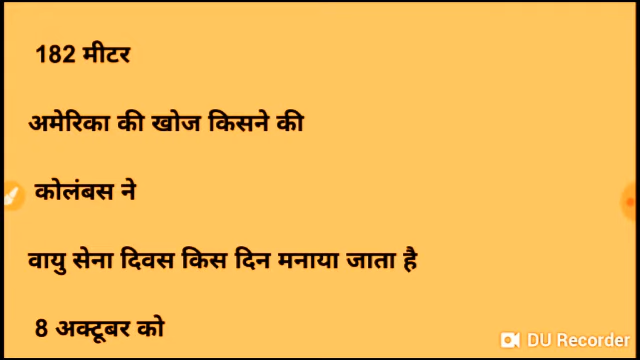 182 मीटर
अमेरिका की खोज किसने की
कोलंबस ने
वायु सेना दिवस किस दिन मनाया जाता है
8 अक्टूबर को
DU Recorder